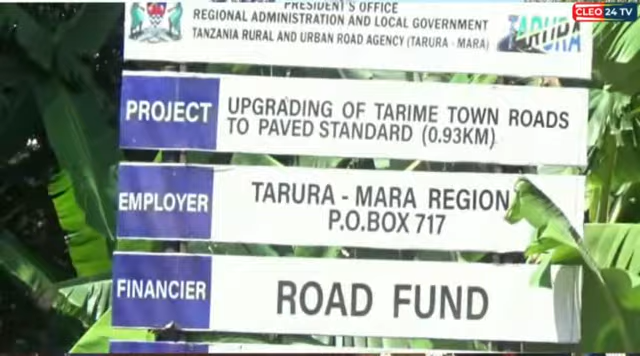 CLEO 24 TV
PRESIDENT'S OFFICE
REGIONAL ADMINISTRATION AND LOCAL GOVERNMENT
TANZANIA RURAL AND URBAN ROAD AGENCY (TARURA - MARA)
TARURA
PROJECT
UPGRADING OF TARIME TOWN ROADS
TO PAVED STANDARD (0.93KM)
EMPLOYER
TARURA - MARA REGION
P.O.BOX 717
FINANCIER
ROAD FUND